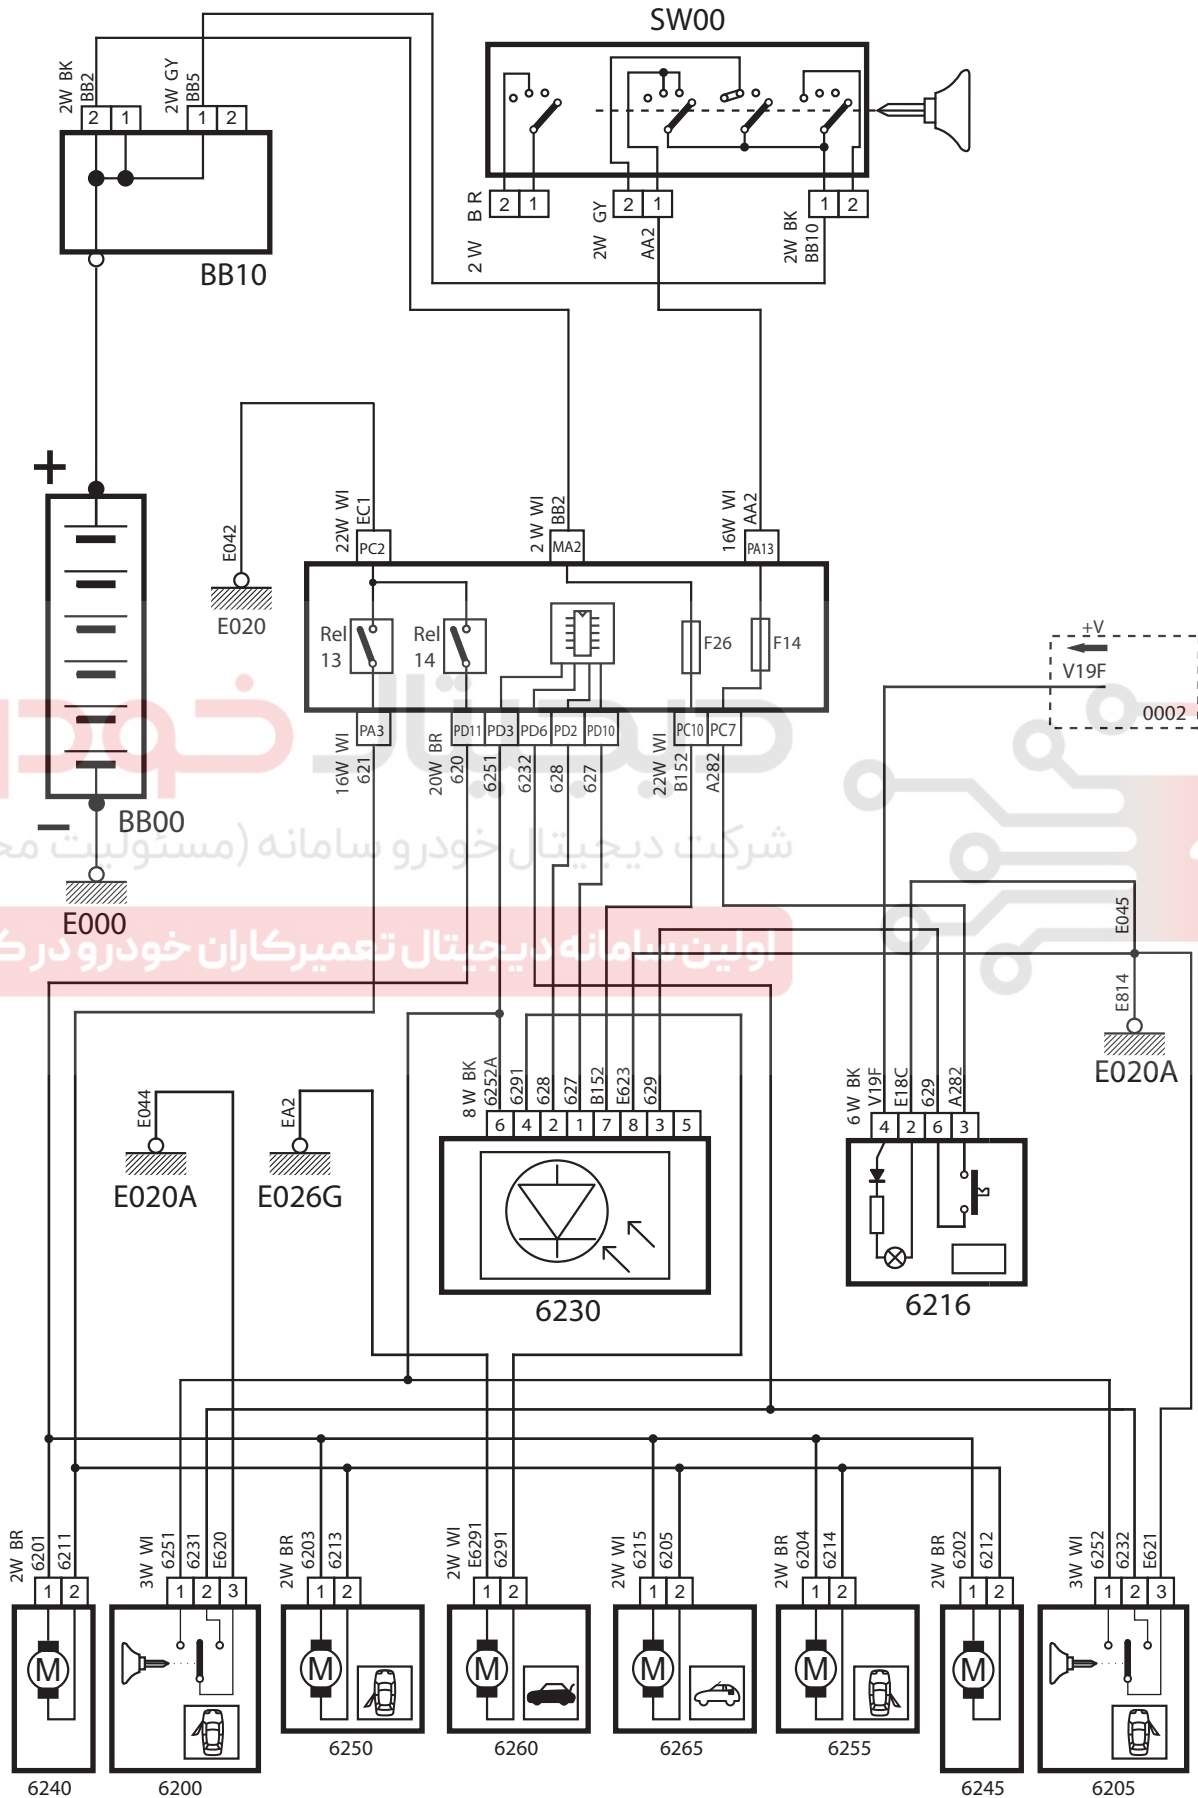 SW00
2W BK
BB2
2W GY
BB5
2 1
1 2
BB10
2 1
2 1
1 2
2 W B R
2W GY
AA2
2W BK
BB10
+
E042
E020
22W WI
EC1
PC2
2 W WI
BB2
MA2
16W WI
AA2
PA13
Rel 13
Rel 14
F26
F14
+V
V19F
0002
PA3
PD11
PD3
PD6
PD2
PD10
PC10
PC7
16W WI
621
20W BR
620
6251
6232
628
627
22W WI
B152
A282
دیجیتال خودرو
شرکت دیجیتال خودرو سامانه (مسئولیت
اولین سامانه دیجیتال تعمیرکاران خودرو در
BB00
−
E000
E045
E814
E020A
E044
E020A
EA2
E026G
8 W BK
6252A
6291
628
627
B152
E623
629
6 4 2 1 7 8 3 5
6230
6 W BK
V19F
E18C
629
A282
4 2 6 3
6216
2W BR
6201
6211
1 2
M
6240
3W WI
6251
6231
E620
1 2 3
6200
2W BR
6203
6213
1 2
M
6250
2W WI
E6291
6291
1 2
M
6260
2W WI
6215
6205
1 2
M
6265
2W BR
6204
6214
1 2
M
6255
2W BR
6202
6212
1 2
M
6245
3W WI
6252
6232
E621
1 2 3
6205